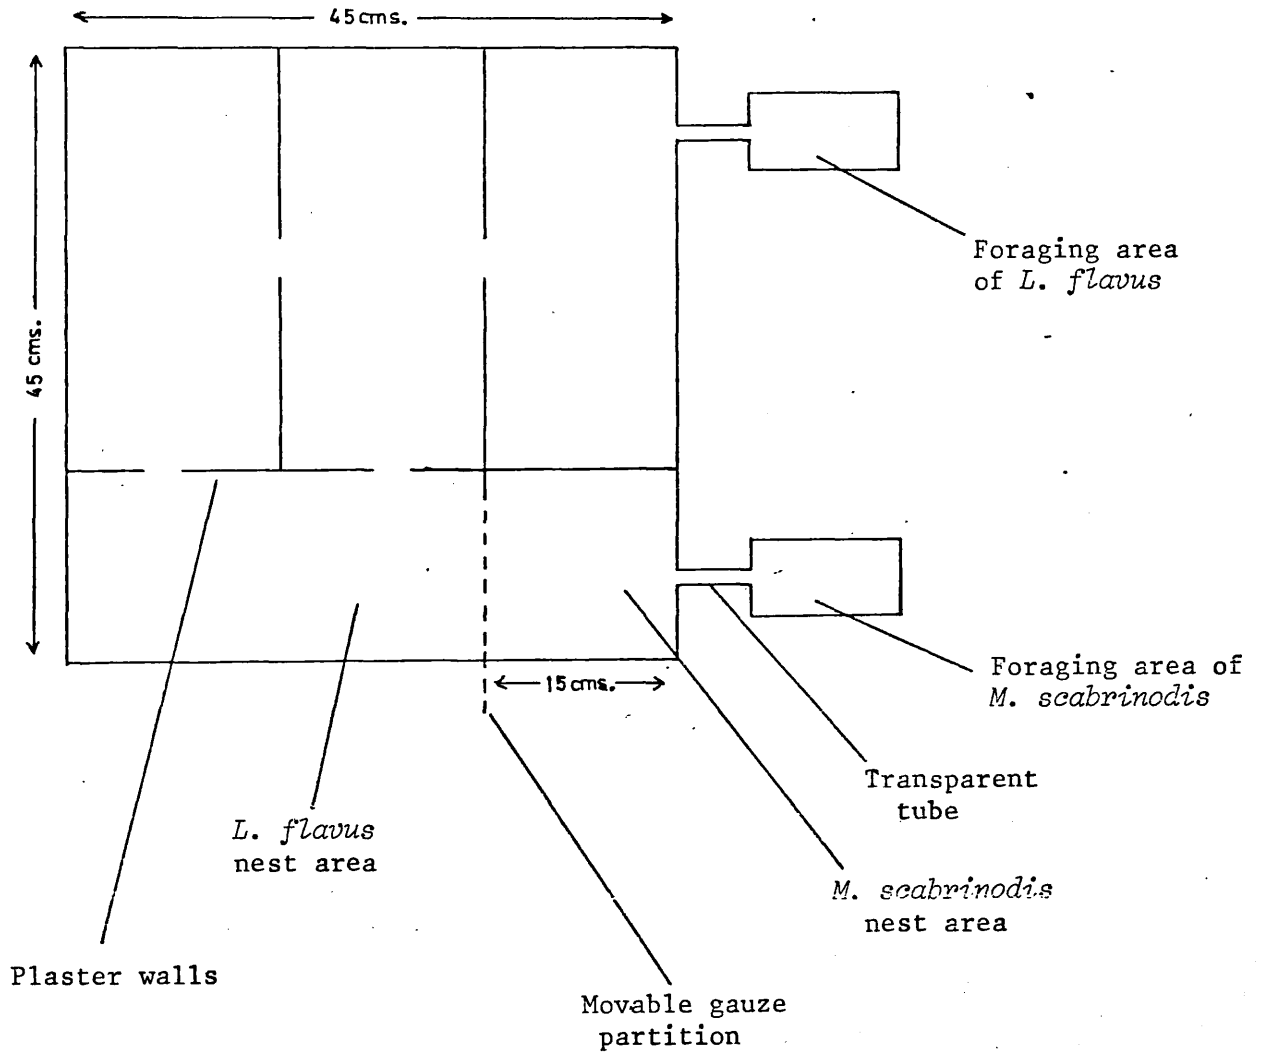 45cms.
45 cms.
Foraging area
of L. flavus
15cms.
Foraging area of
M. scabrinodis
Transparent
tube
L. flavus
nest area
M. scabrinodis
nest area
Plaster walls
Movable gauze
partition